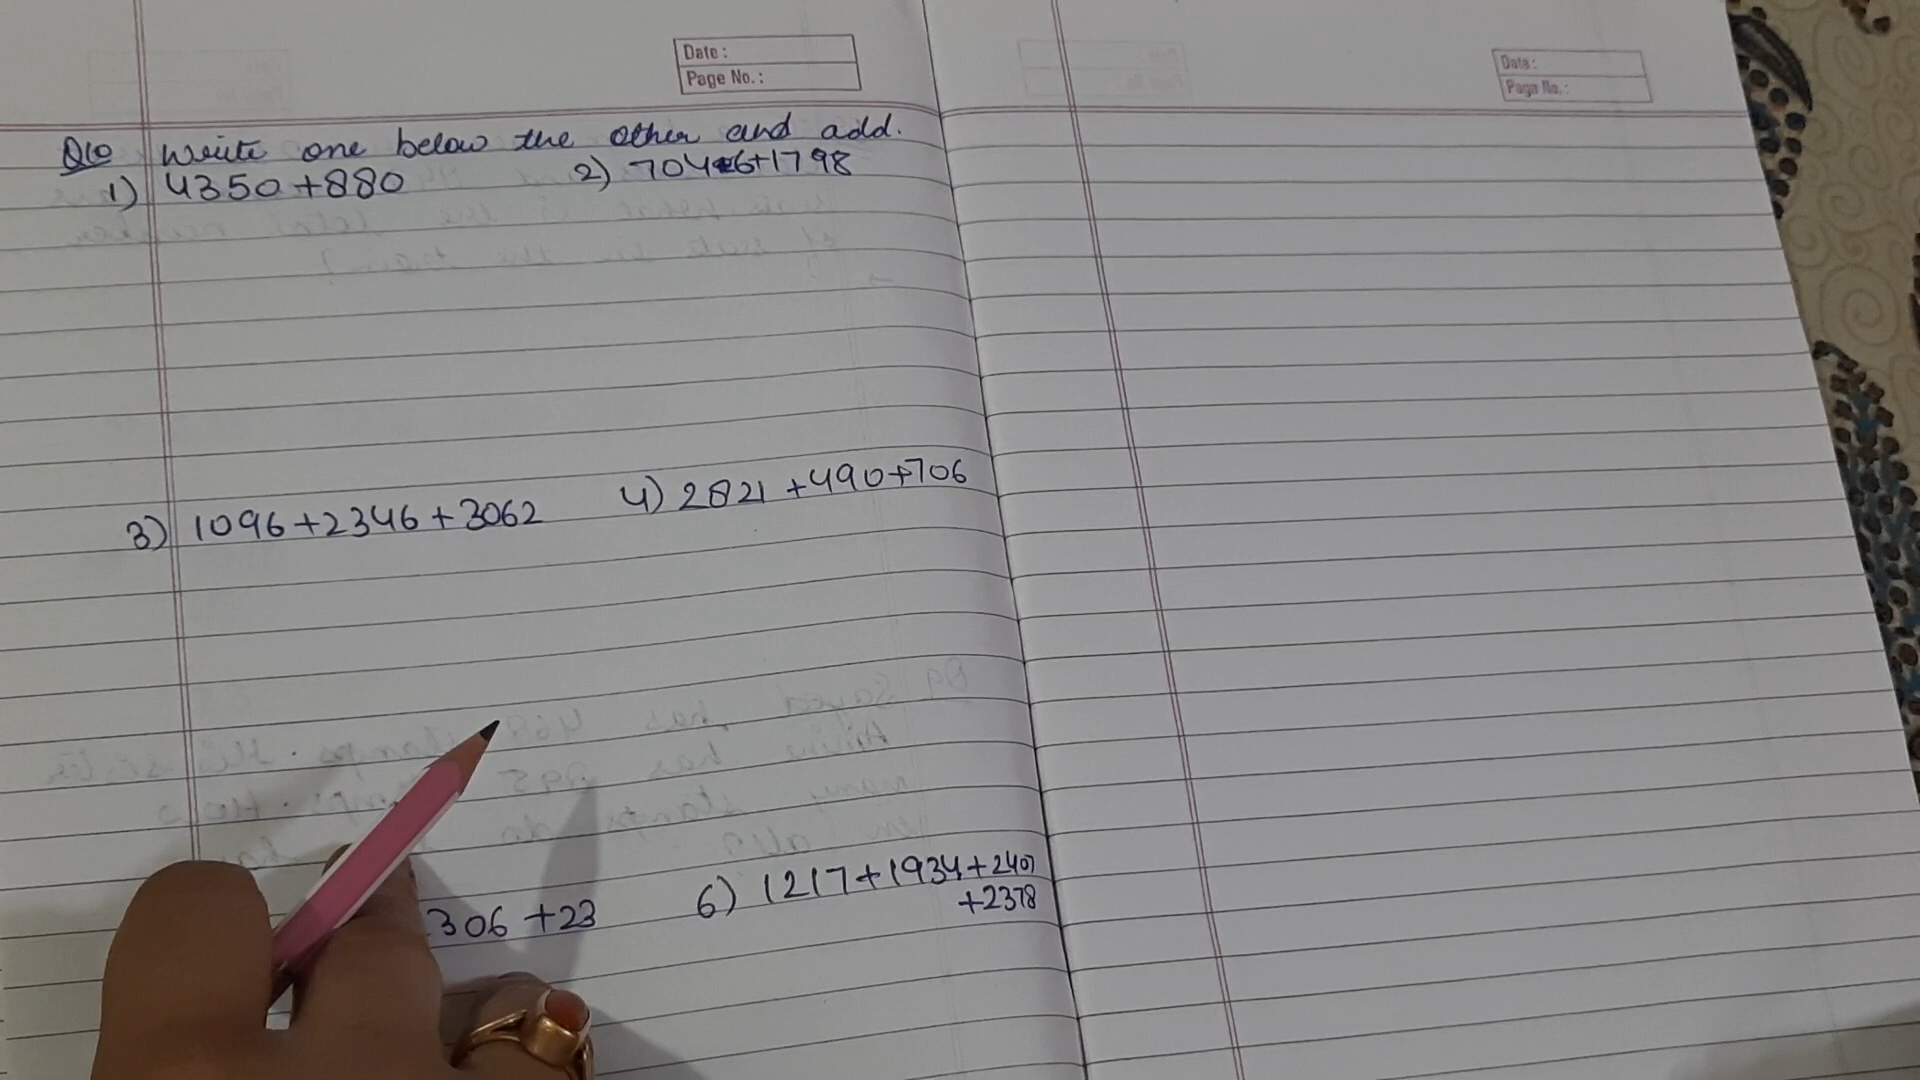 Date :
Page No. :
Date :
Page No. :
Q10 Write one below the other and add.
1) 4350+880 2) 7046+1798
3) 1096+2346+3062 4) 2821+490+706
306+23 6) 1217+1934+2407
+2378